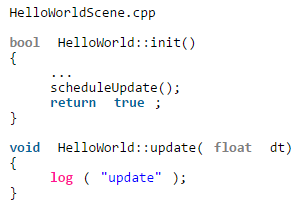 HelloWorldScene.cpp
bool HelloWorld::init()
{
...
scheduleUpdate();
return true ;
}
void HelloWorld::update( float dt)
{
log ( "update" );
}